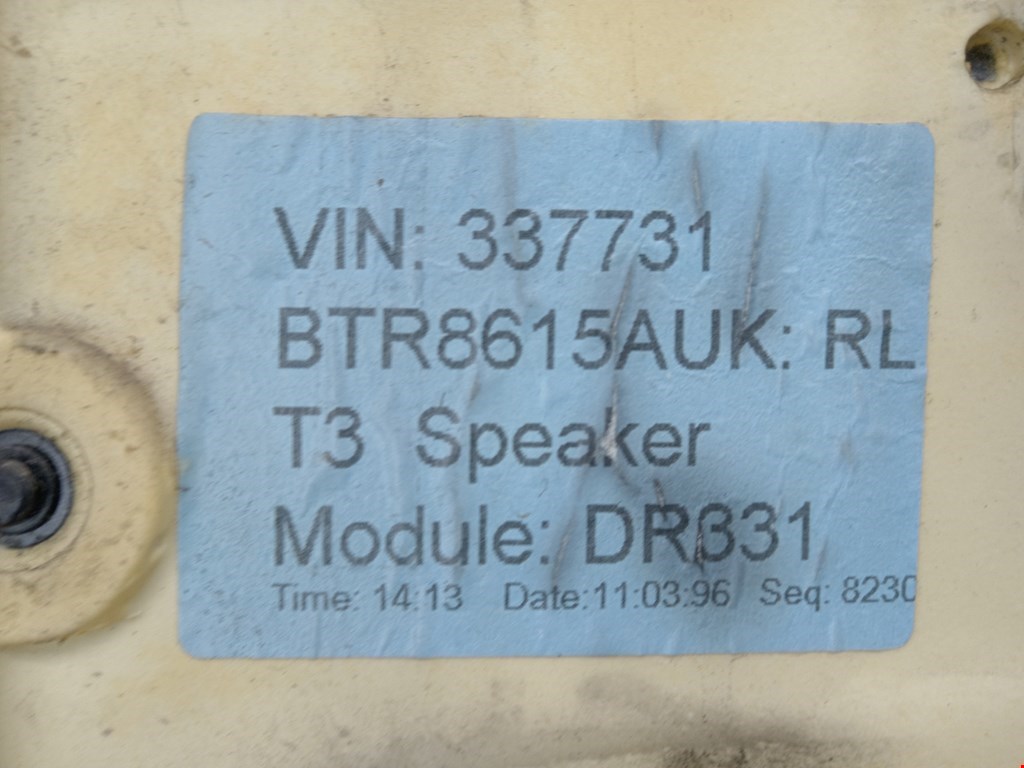 VIN: 337731
BTR8615AUK: RL
T3 Speaker
Module: DR331
Time: 14:13 Date:11:03:96 Seq: 8230